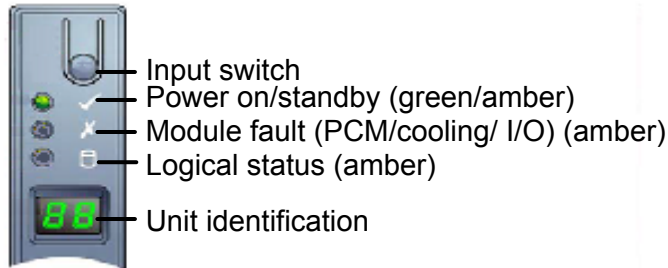 Input switch
Power on/standby (green/amber)
Module fault (PCM/cooling/ I/O) (amber)
Logical status (amber)
88
Unit identification